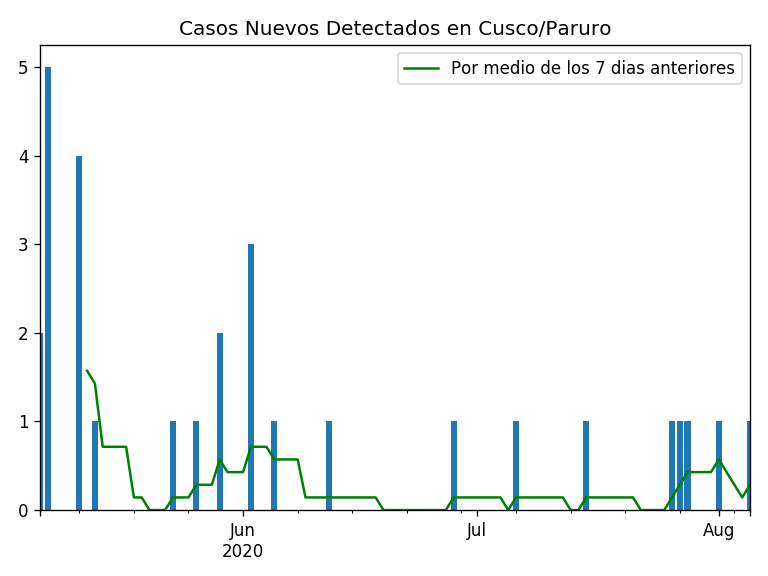 Casos Nuevos Detectados en Cusco/Paruro
Por medio de los 7 dias anteriores
5
4
3
2
1
0
Jun
2020
Jul
Aug